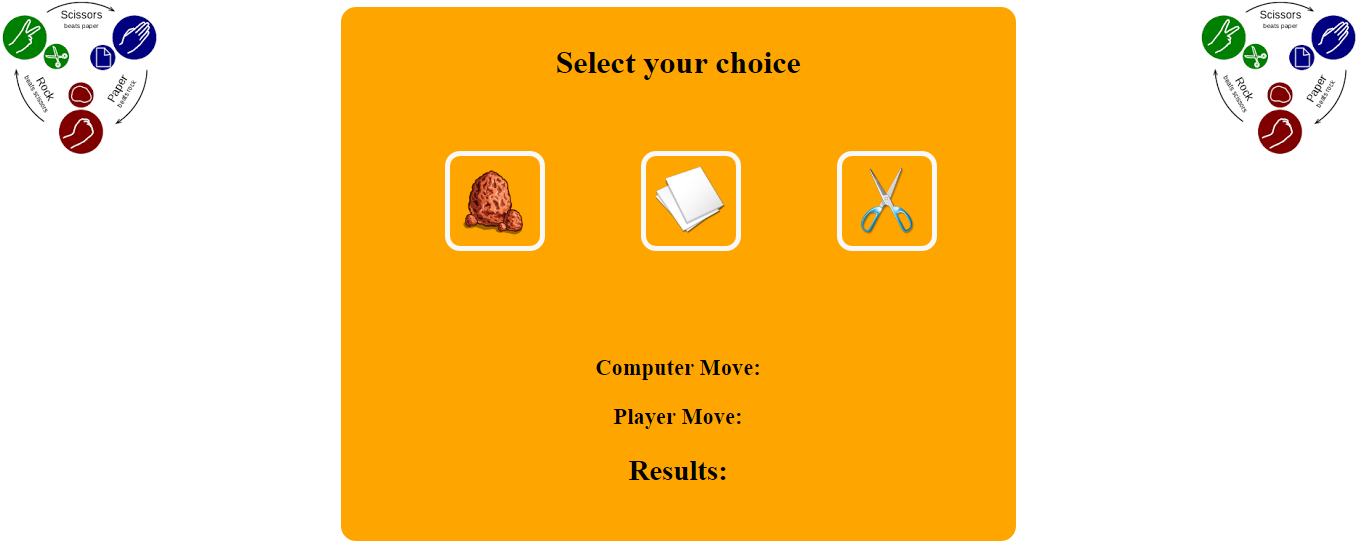 Scissors
beats paper
Rock
beats scissors
Paper
beats rock
Select your choice
Computer Move:
Player Move:
Results:
Scissors
beats paper
Rock
beats scissors
Paper
beats rock